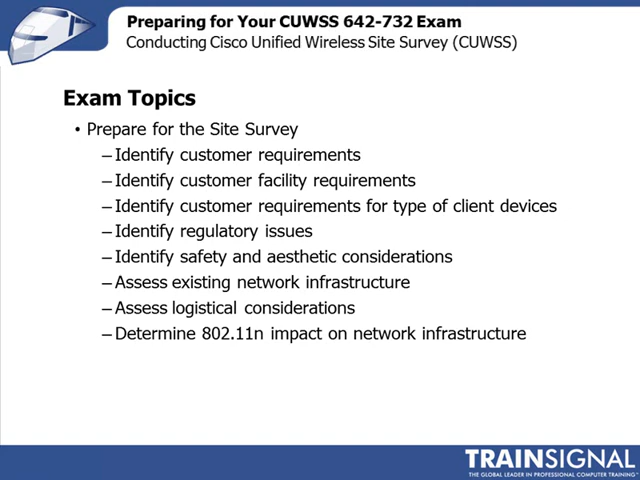 Preparing for Your CUWSS 642-732 Exam
Conducting Cisco Unified Wireless Site Survey (CUWSS)
Exam Topics
• Prepare for the Site Survey
– Identify customer requirements
– Identify customer facility requirements
– Identify customer requirements for type of client devices
– Identify regulatory issues
– Identify safety and aesthetic considerations
– Assess existing network infrastructure
– Assess logistical considerations
– Determine 802.11n impact on network infrastructure
TRAINSIGNAL
THE GLOBAL LEADER IN PROFESSIONAL COMPUTER TRAINING